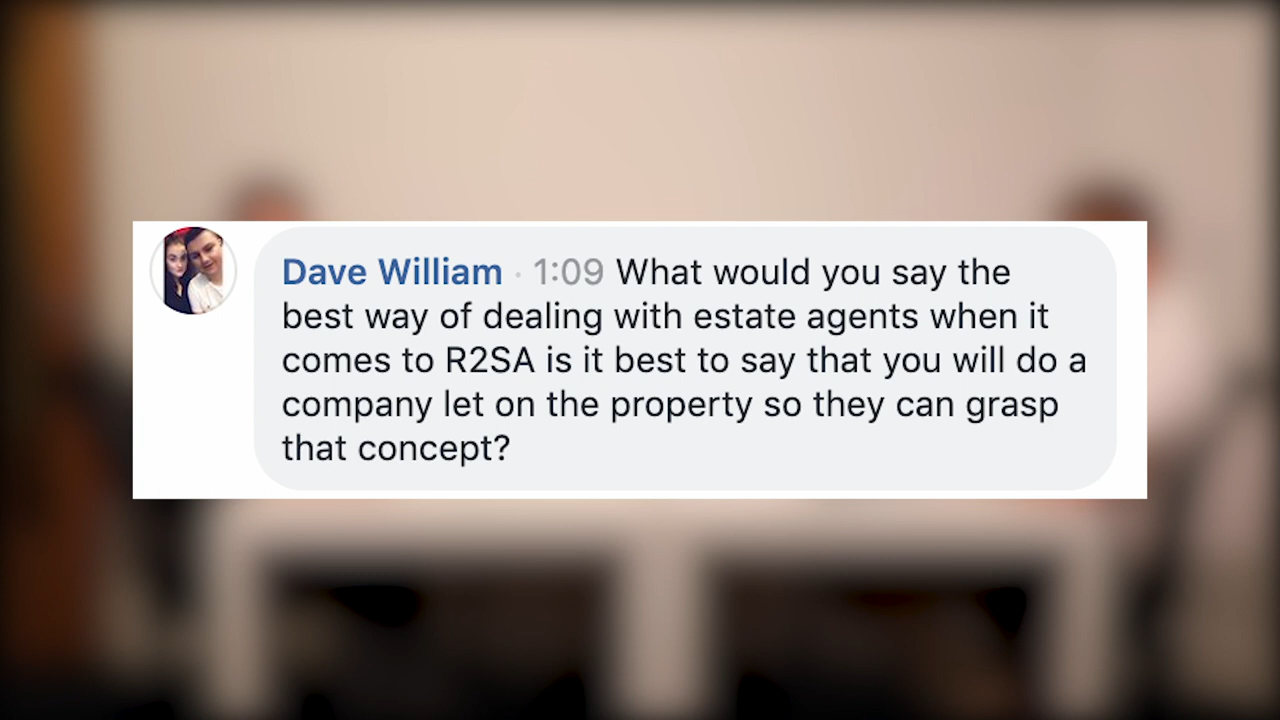 Dave William · 1:09 What would you say the
best way of dealing with estate agents when it
comes to R2SA is it best to say that you will do a
company let on the property so they can grasp
that concept?